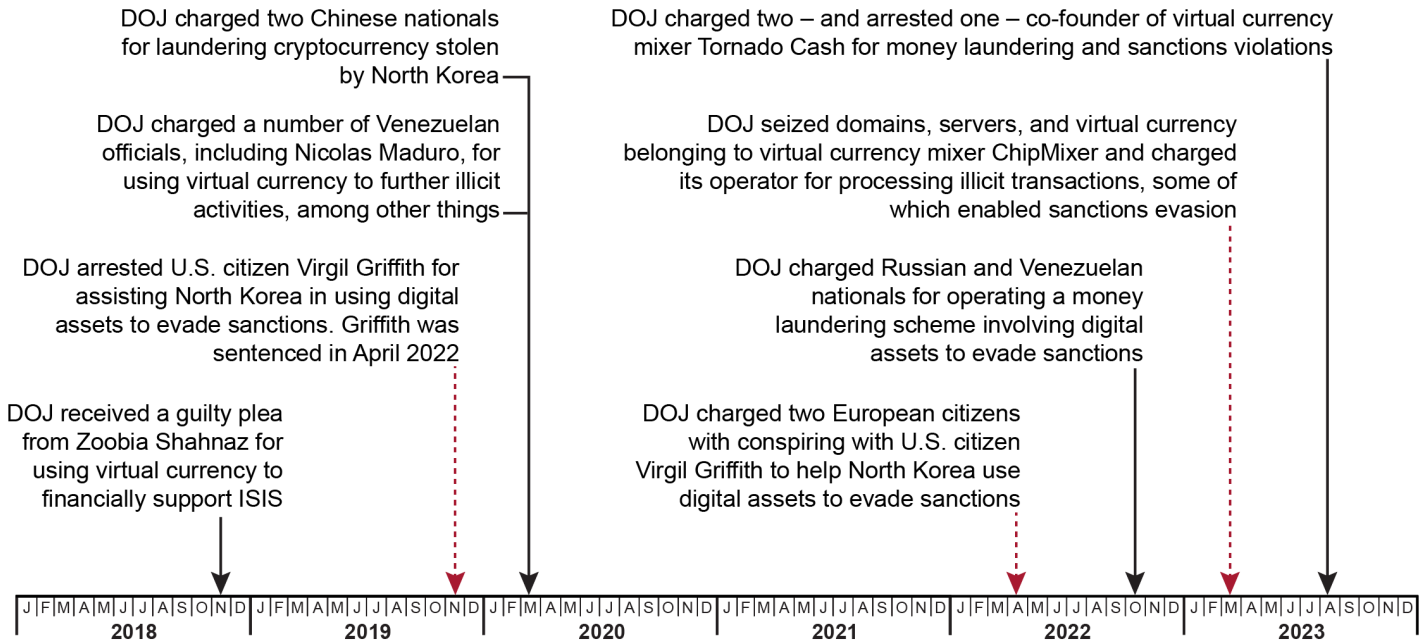 DOJ charged two Chinese nationals
for laundering cryptocurrency stolen
by North Korea
DOJ charged a number of Venezuelan
officials, including Nicolas Maduro, for
using virtual currency to further illicit
activities, among other things
DOJ arrested U.S. citizen Virgil Griffith for
assisting North Korea in using digital
assets to evade sanctions. Griffith was
sentenced in April 2022
DOJ received a guilty plea
from Zoobia Shahnaz for
using virtual currency to
financially support ISIS
DOJ charged two – and arrested one – co-founder of virtual currency
mixer Tornado Cash for money laundering and sanctions violations
DOJ seized domains, servers, and virtual currency
belonging to virtual currency mixer ChipMixer and charged
its operator for processing illicit transactions, some of
which enabled sanctions evasion
DOJ charged Russian and Venezuelan
nationals for operating a money
laundering scheme involving digital
assets to evade sanctions
DOJ charged two European citizens
with conspiring with U.S. citizen
Virgil Griffith to help North Korea use
digital assets to evade sanctions
J F M A M J J A S O N D J F M A M J J A S O N D J F M A M J J A S O N D J F M A M J J A S O N D J F M A M J J A S O N D J F M A M J J A S O N D
2018 2019 2020 2021 2022 2023